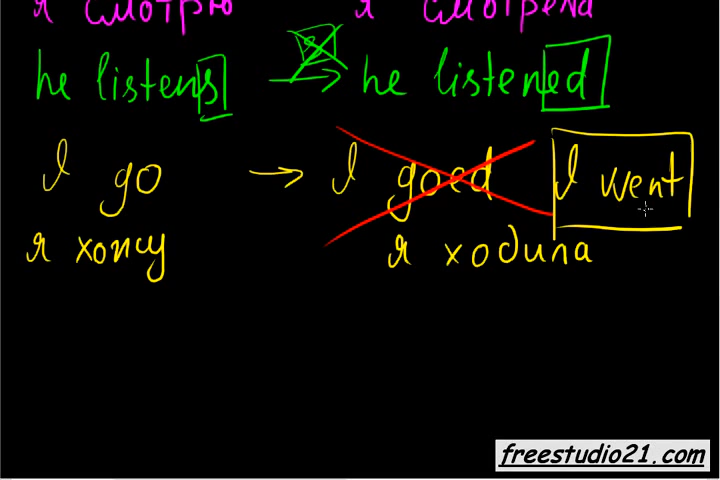 я смотрю я смотрела
he listens he listened
I go I goed I went
я хожу я ходила
freestudio21.com